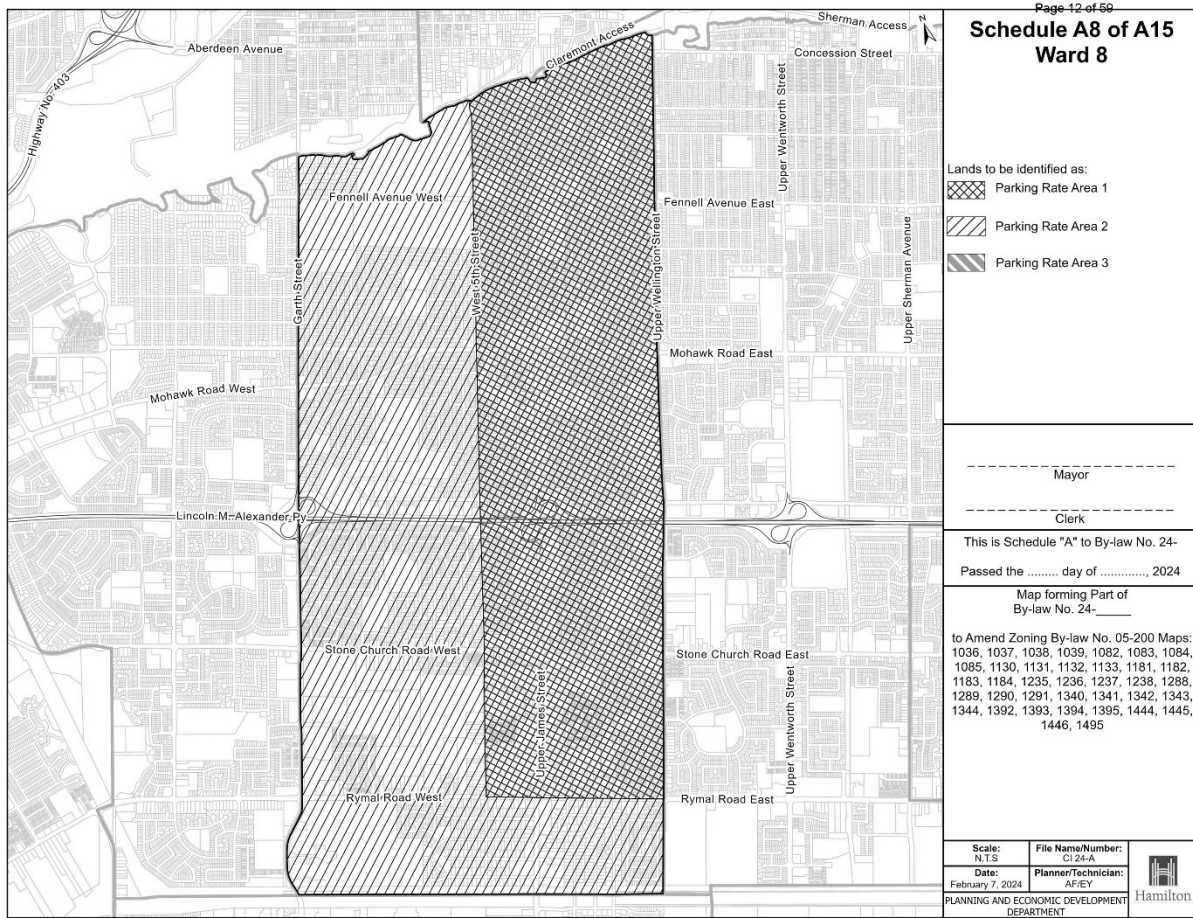 Page 12 of 59
Schedule A8 of A15
Ward 8
Lands to be identified as:
Parking Rate Area 1
Parking Rate Area 2
Parking Rate Area 3
Mayor
Clerk
This is Schedule "A" to By-law No. 24-
Passed the ......... day of ............., 2024
Map forming Part of
By-law No. 24-_____
to Amend Zoning By-law No. 05-200 Maps:
1036, 1037, 1038, 1039, 1082, 1083, 1084,
1085, 1130, 1131, 1132, 1133, 1181, 1182,
1183, 1184, 1235, 1236, 1237, 1238, 1288,
1289, 1290, 1291, 1340, 1341, 1342, 1343,
1344, 1392, 1393, 1394, 1395, 1444, 1445,
1446, 1495
Scale:
N.T.S
File Name/Number:
CI 24-A
Date:
February 7, 2024
Planner/Technician:
AF/EY
PLANNING AND ECONOMIC DEVELOPMENT
DEPARTMENT
Hamilton
N
Sherman Access
Aberdeen Avenue
Claremont Access
Concession Street
Highway No. 403
Upper Wentworth Street
Fennell Avenue West
Fennell Avenue East
Garth Street
West 5th Street
Upper Wellington Street
Upper Sherman Avenue
Mohawk Road East
Mohawk Road West
Lincoln M. Alexander Py
Stone Church Road West
Stone Church Road East
Upper James Street
Upper Wentworth Street
Rymal Road West
Rymal Road East